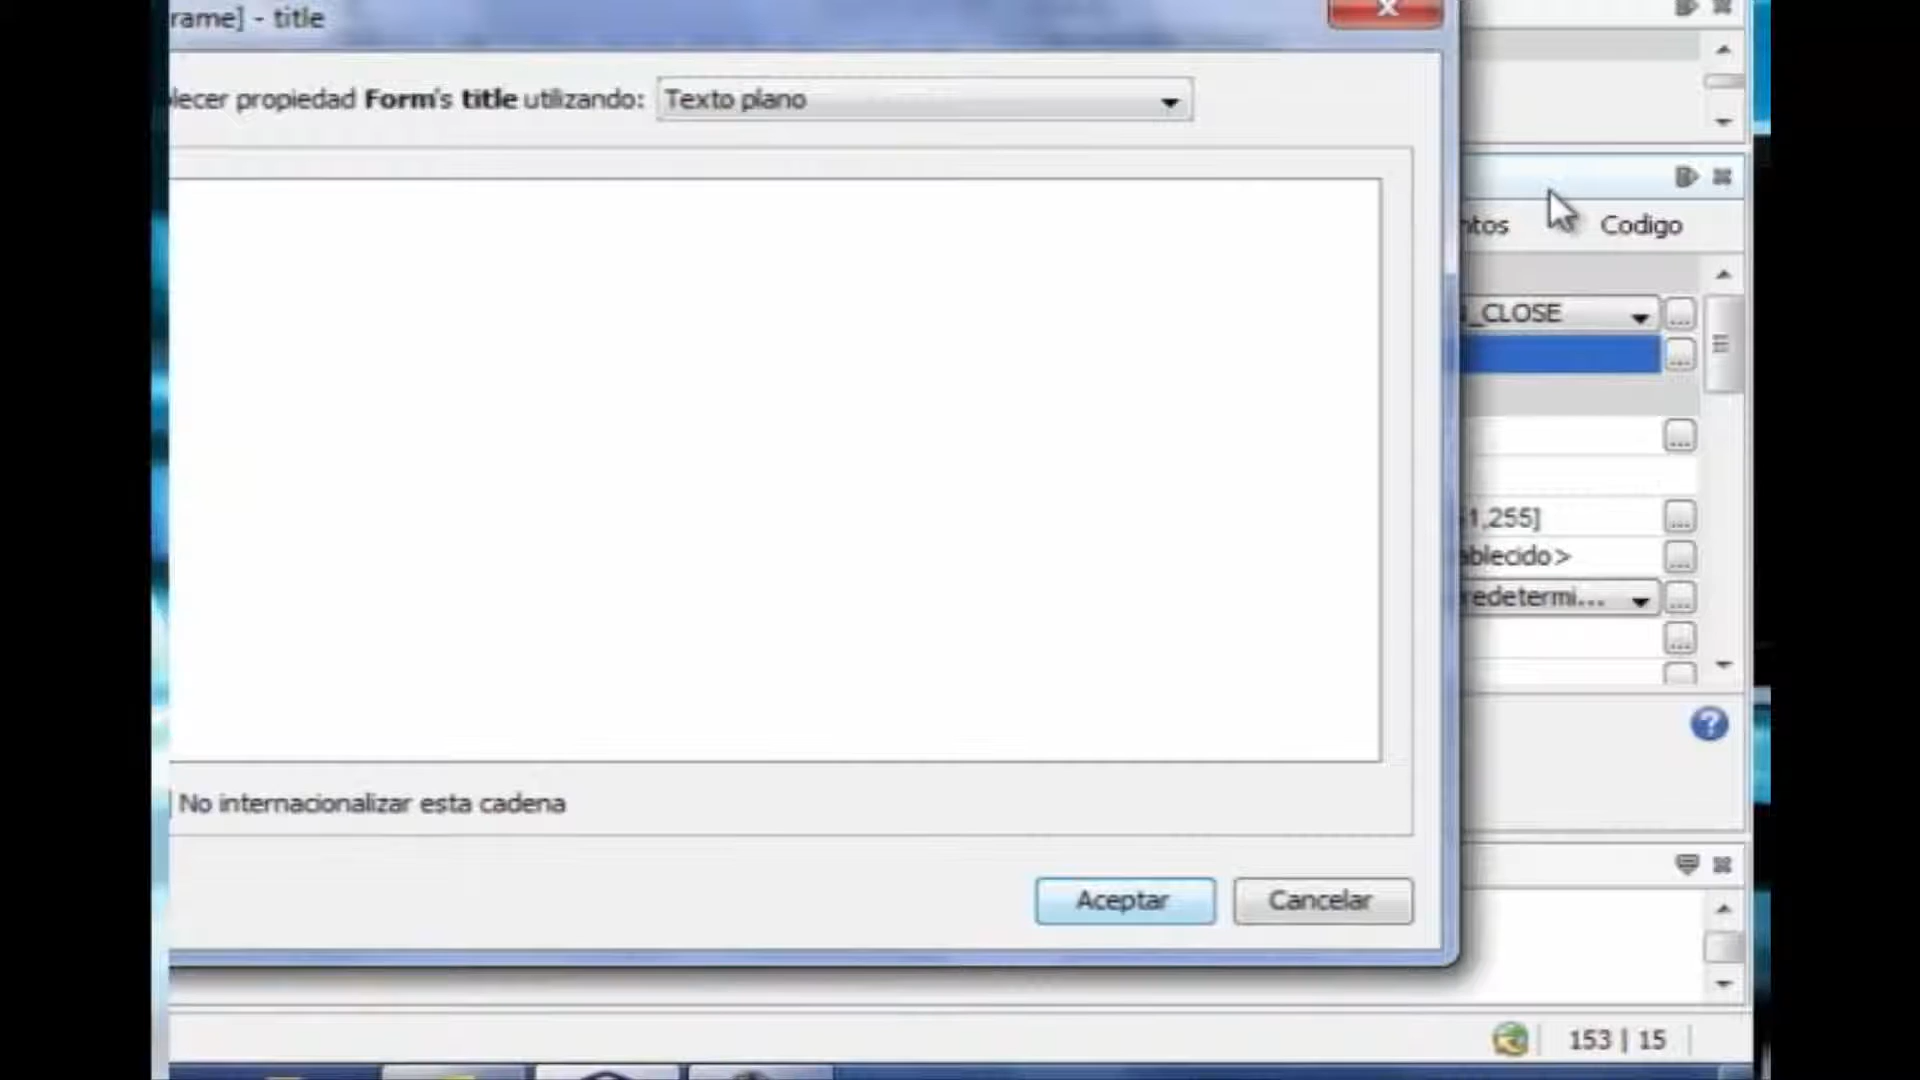 rame] - title
lecer propiedad Form's title utilizando: Texto plano
ntos Codigo
_CLOSE
...
...
...
1,255] ...
ablecido> ...
redetermi... ...
...
No internacionalizar esta cadena
Aceptar Cancelar
153 | 15